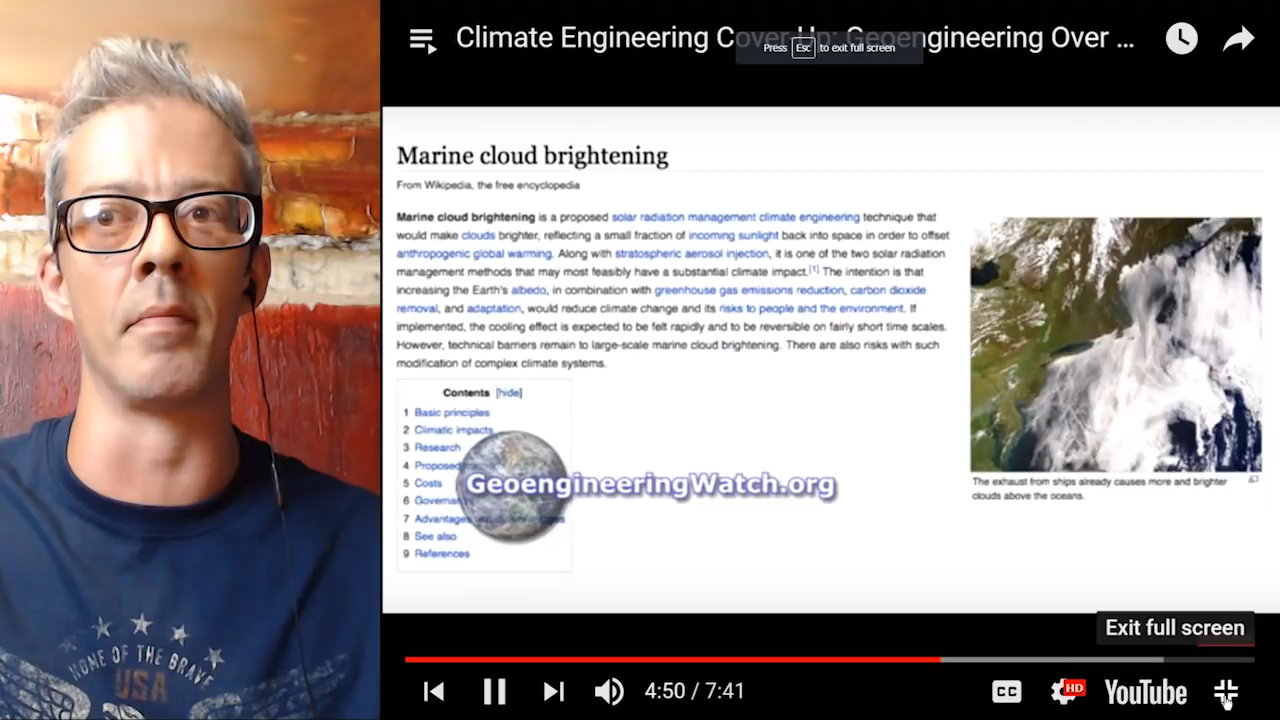 Climate Engineering Cover-Up: Geoengineering Over ...
Press Esc to exit full screen
Marine cloud brightening
From Wikipedia, the free encyclopedia
Marine cloud brightening is a proposed solar radiation management climate engineering technique that
would make clouds brighter, reflecting a small fraction of incoming sunlight back into space in order to offset
anthropogenic global warming. Along with stratospheric aerosol injection, it is one of the two solar radiation
management methods that may most feasibly have a substantial climate impact.[1] The intention is that
increasing the Earth's albedo, in combination with greenhouse gas emissions reduction, carbon dioxide
removal, and adaptation, would reduce climate change and its risks to people and the environment. If
implemented, the cooling effect is expected to be felt rapidly and to be reversible on fairly short time scales.
However, technical barriers remain to large-scale marine cloud brightening. There are also risks with such
modification of complex climate systems.
Contents [hide]
1 Basic principles
2 Climatic impacts
3 Research
4 Proposed
5 Costs
6 Governance
7 Advantages
8 See also
9 References
GeoengineeringWatch.org
The exhaust from ships already causes more and brighter
clouds above the oceans.
HOME OF THE BRAVE
USA
Exit full screen
4:50 / 7:41
CC
HD
YouTube